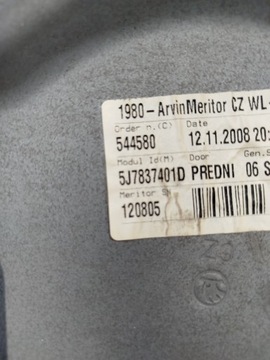 1980-ArvinMeritor CZ WL
Order n.(C) Date
544580 12.11.2008 20:
Modul Id(M) Door Gen.S
5J7837401D PREDNI 06 S
Meritor SN
120805